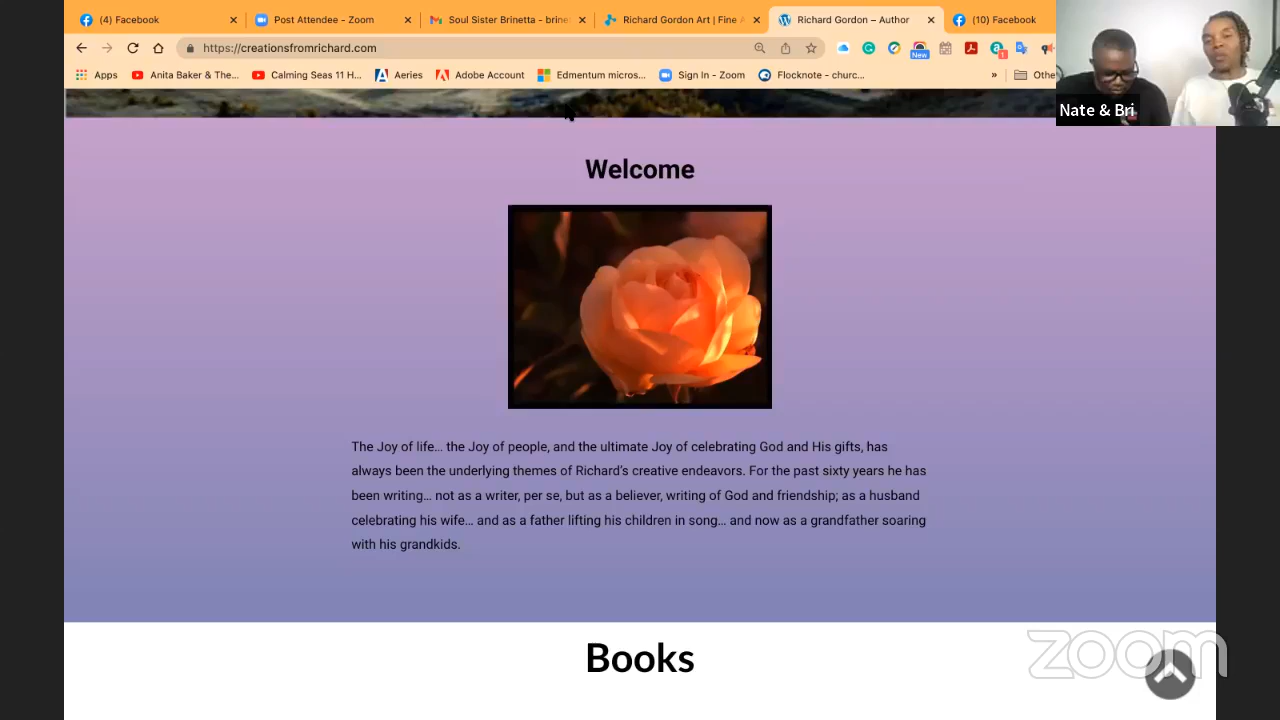 (4) Facebook
Post Attendee - Zoom
Soul Sister Brinetta - brine
Richard Gordon Art | Fine A
Richard Gordon – Author
(10) Facebook
https://creationsfromrichard.com
New
1
Apps
Anita Baker & The...
Calming Seas 11 H...
Aeries
Adobe Account
Edmentum micros...
Sign In - Zoom
Flocknote - churc...
»
Othe
Nate & Bri
Welcome
The Joy of life... the Joy of people, and the ultimate Joy of celebrating God and His gifts, has
always been the underlying themes of Richard's creative endeavors. For the past sixty years he has
been writing... not as a writer, per se, but as a believer, writing of God and friendship; as a husband
celebrating his wife... and as a father lifting his children in song... and now as a grandfather soaring
with his grandkids.
Books
zoom